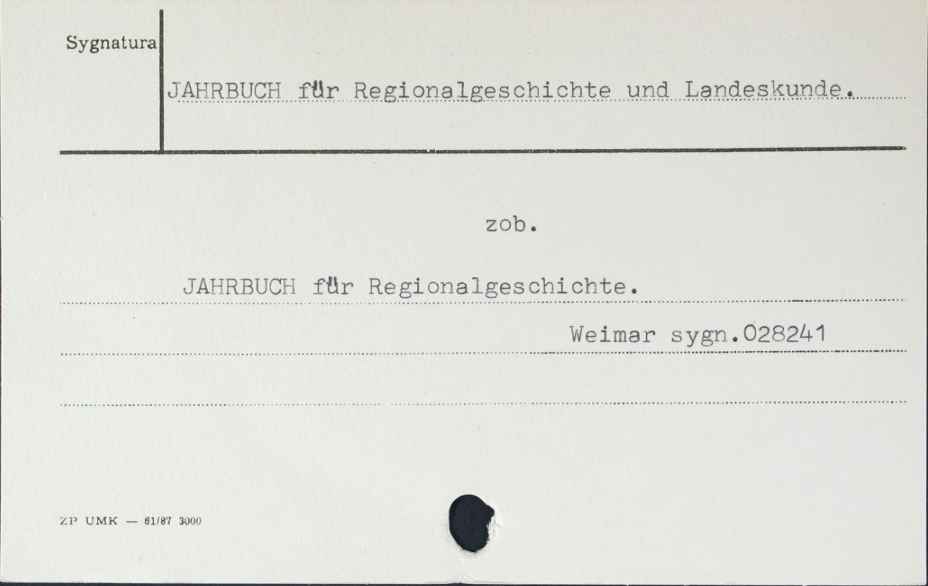 Sygnatura
JAHRBUCH für Regionalgeschichte und Landeskunde.
zob.
JAHRBUCH für Regionalgeschichte.
Weimar sygn.028241
ZP UMK — 61/87 3000